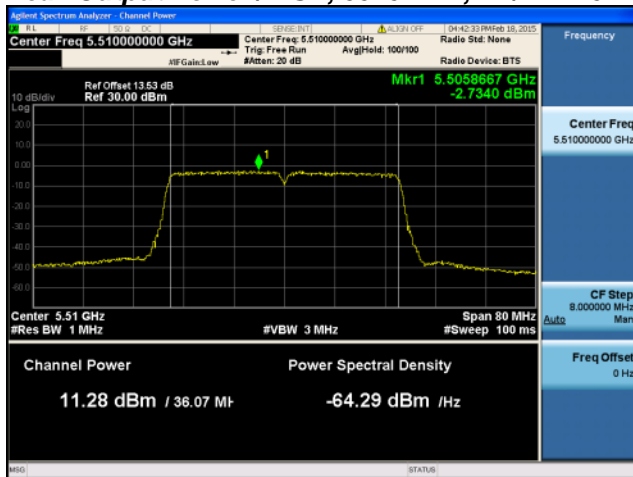 Agilent Spectrum Analyzer - Channel Power
RL RF 50 Ω DC SENSE:INT ALIGN OFF 04:42:33 PM Feb 18, 2015
Center Freq 5.510000000 GHz
Center Freq: 5.510000000 GHz
Radio Std: None
Trig: Free Run Avg|Hold: 100/100
#IFGain:Low #Atten: 20 dB Radio Device: BTS
Frequency
Mkr1 5.5058667 GHz
-2.7340 dBm
Ref Offset 13.53 dB
10 dB/div Ref 30.00 dBm
Log
20.0
10.0
0.00
-10.0
-20.0
-30.0
-40.0
-50.0
-60.0
1
Center 5.51 GHz Span 80 MHz
#Res BW 1 MHz #VBW 3 MHz #Sweep 100 ms
Channel Power Power Spectral Density
11.28 dBm / 36.07 MH -64.29 dBm /Hz
Center Freq
5.510000000 GHz
CF Step
8.000000 MHz
Auto Man
Freq Offset
0 Hz
MSG STATUS